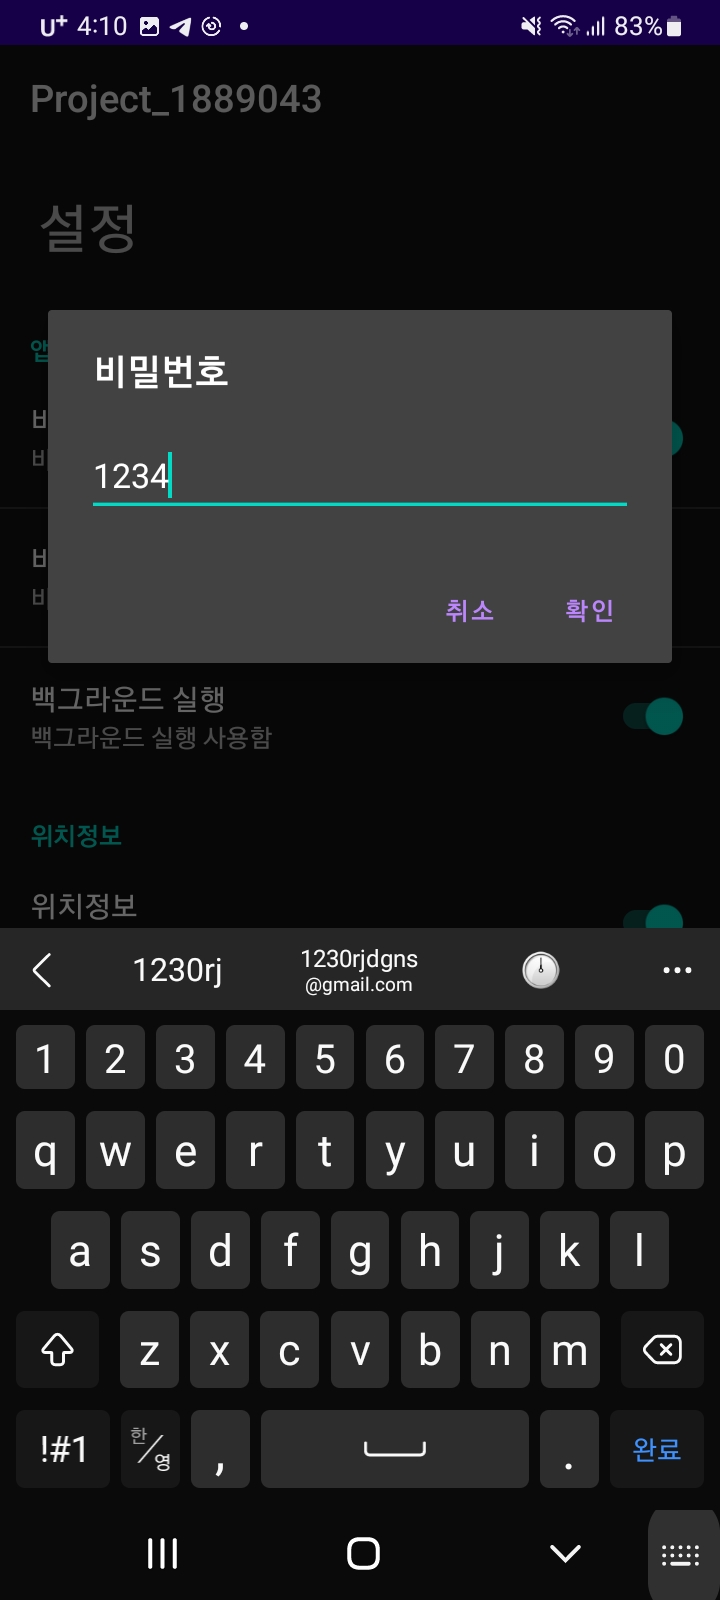 U+ 4:10 83%
Project_1889043
설정
앱
비밀번호
비
비
1234
비
비
취소 확인
백그라운드 실행
백그라운드 실행 사용함
위치정보
위치정보
1230rj 1230rjdgns
@gmail.com
1 2 3 4 5 6 7 8 9 0
q w e r t y u i o p
a s d f g h j k l
z x c v b n m
!#1 한/영 , . 완료